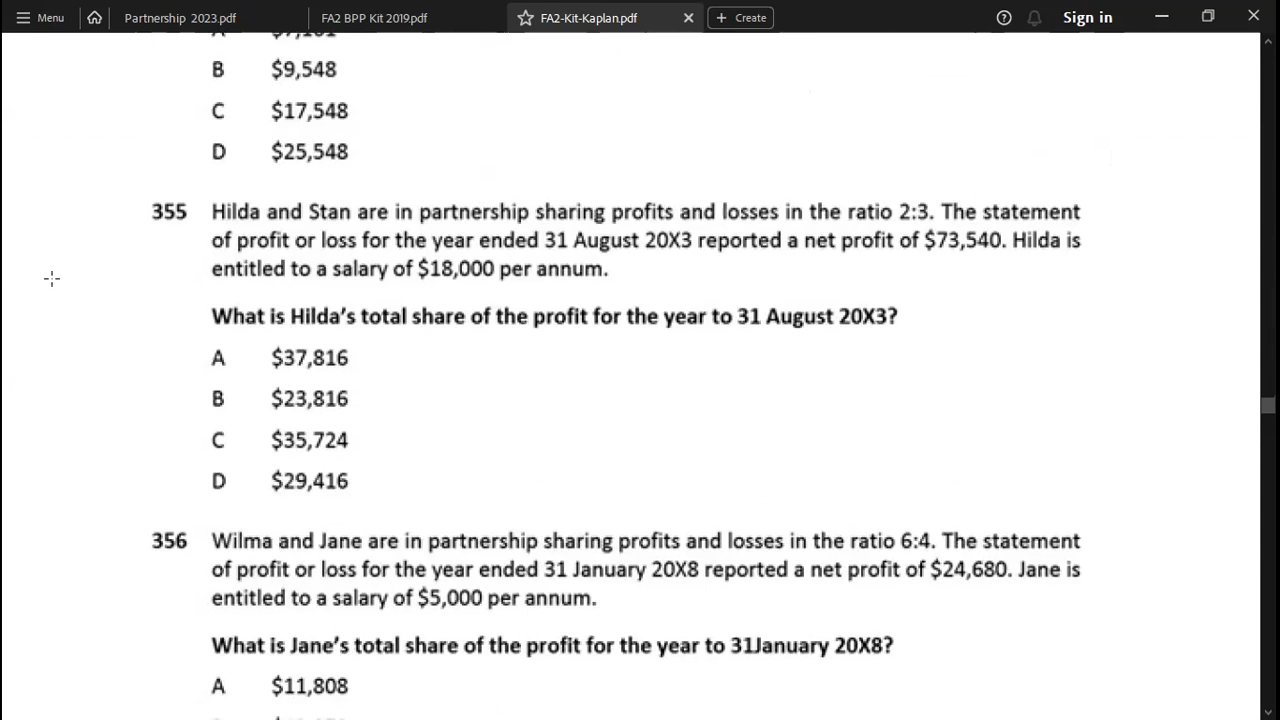 Menu
Partnership 2023.pdf
FA2 BPP Kit 2019.pdf
FA2-Kit-Kaplan.pdf
Create
Sign in
B $9,548
C $17,548
D $25,548
355 Hilda and Stan are in partnership sharing profits and losses in the ratio 2:3. The statement
of profit or loss for the year ended 31 August 20X3 reported a net profit of $73,540. Hilda is
entitled to a salary of $18,000 per annum.
What is Hilda's total share of the profit for the year to 31 August 20X3?
A $37,816
B $23,816
C $35,724
D $29,416
356 Wilma and Jane are in partnership sharing profits and losses in the ratio 6:4. The statement
of profit or loss for the year ended 31 January 20X8 reported a net profit of $24,680. Jane is
entitled to a salary of $5,000 per annum.
What is Jane's total share of the profit for the year to 31January 20X8?
A $11,808